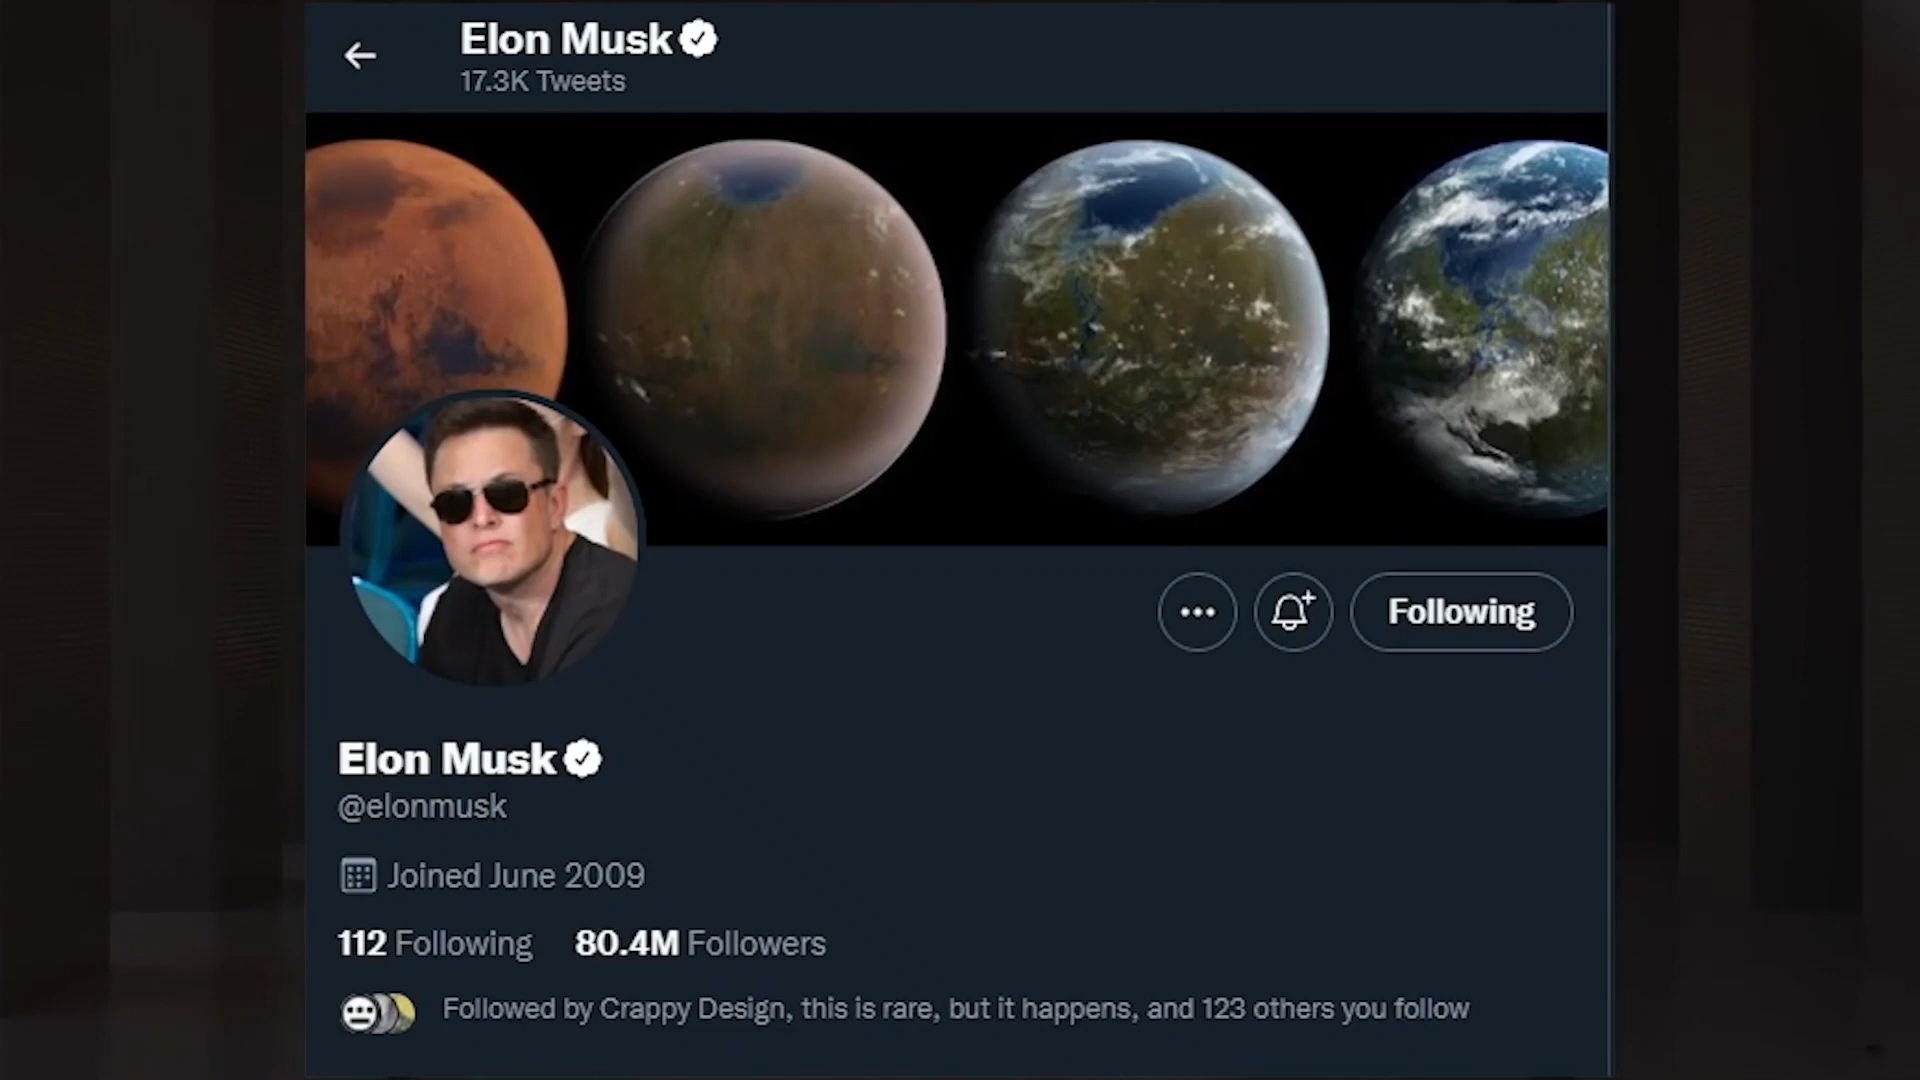 Elon Musk
17.3K Tweets
Following
Elon Musk
@elonmusk
Joined June 2009
112 Following 80.4M Followers
Followed by Crappy Design, this is rare, but it happens, and 123 others you follow